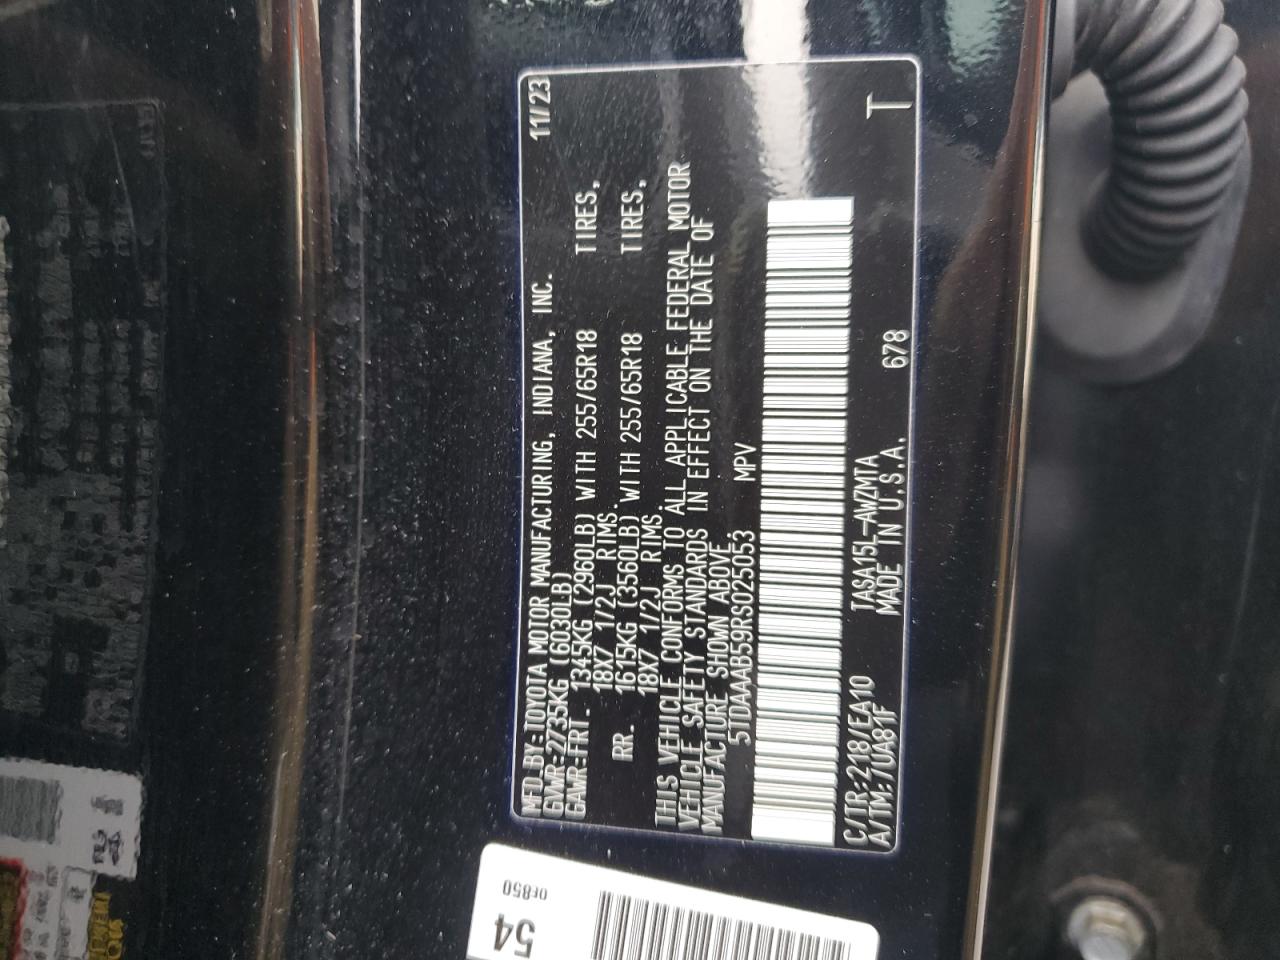 MFD.BY:TOYOTA MOTOR MANUFACTURING, INDIANA, INC. 11/23
GVWR:2735KG (6030LB)
GAWR:FRT 1345KG (2960LB) WITH 255/65R18 TIRES,
18X7 1/2J RIMS.
RR. 1615KG (3560LB) WITH 255/65R18 TIRES,
18X7 1/2J RIMS.
THIS VEHICLE CONFORMS TO ALL APPLICABLE FEDERAL MOTOR
VEHICLE SAFETY STANDARDS IN EFFECT ON THE DATE OF
MANUFACTURE SHOWN ABOVE.
5TDAAAB59RS025053 MPV
C/TR:218/EA10 TASA15L-AWZMTA 678 T
A/TM:/UA81F MADE IN U.S.A.
54
0E850